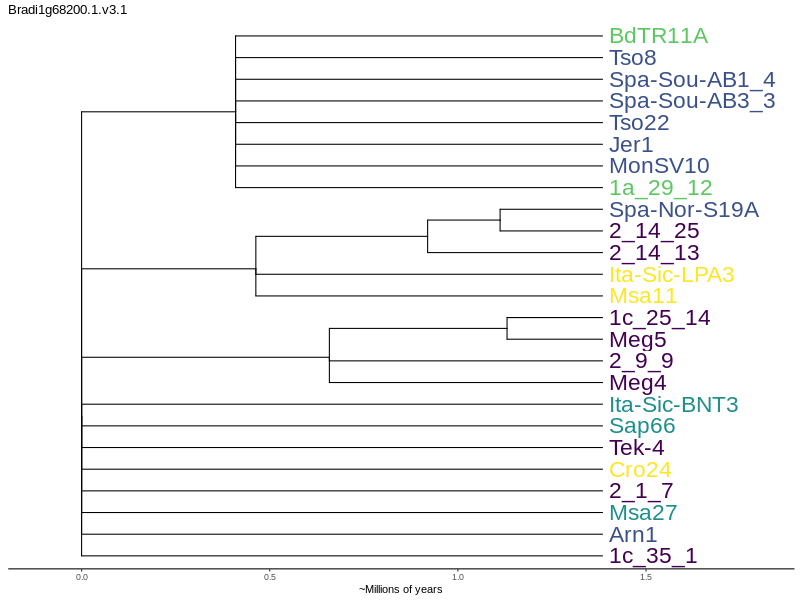 Bradi1g68200.1.v3.1
BdTR11A
Tso8
Spa-Sou-AB1_4
Spa-Sou-AB3_3
Tso22
Jer1
MonSV10
1a_29_12
Spa-Nor-S19A
2_14_25
2_14_13
Ita-Sic-LPA3
Msa11
1c_25_14
Meg5
2_9_9
Meg4
Ita-Sic-BNT3
Sap66
Tek-4
Cro24
2_1_7
Msa27
Arn1
1c_35_1
0.0 0.5 1.0 1.5
~Millions of years